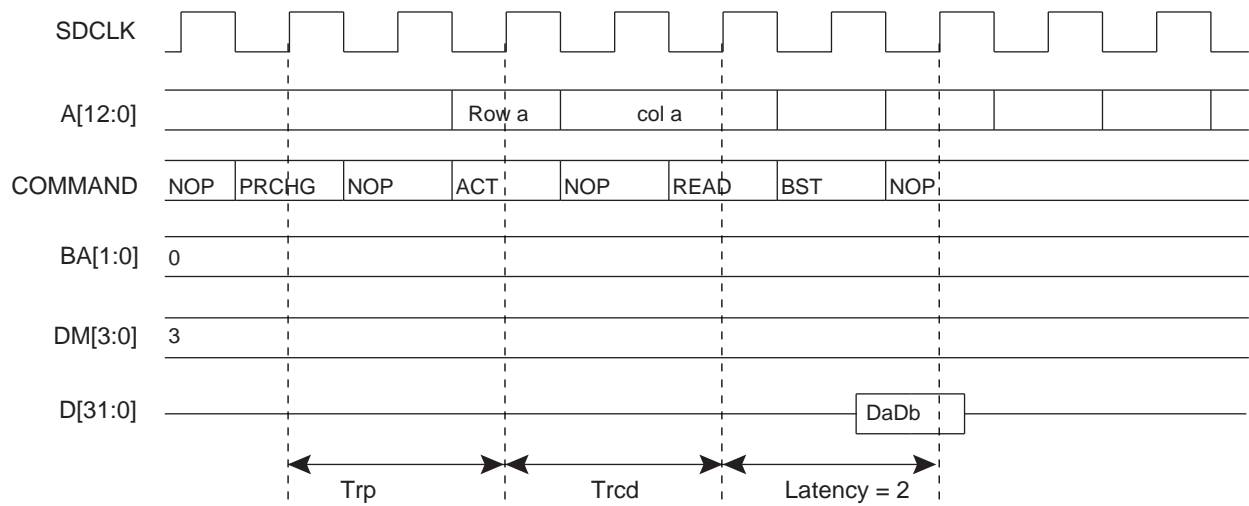 SDCLK
A[12:0] Row a col a
COMMAND NOP PRCHG NOP ACT NOP READ BST NOP
BA[1:0] 0
DM[3:0] 3
D[31:0] DaDb
Trp Trcd Latency = 2